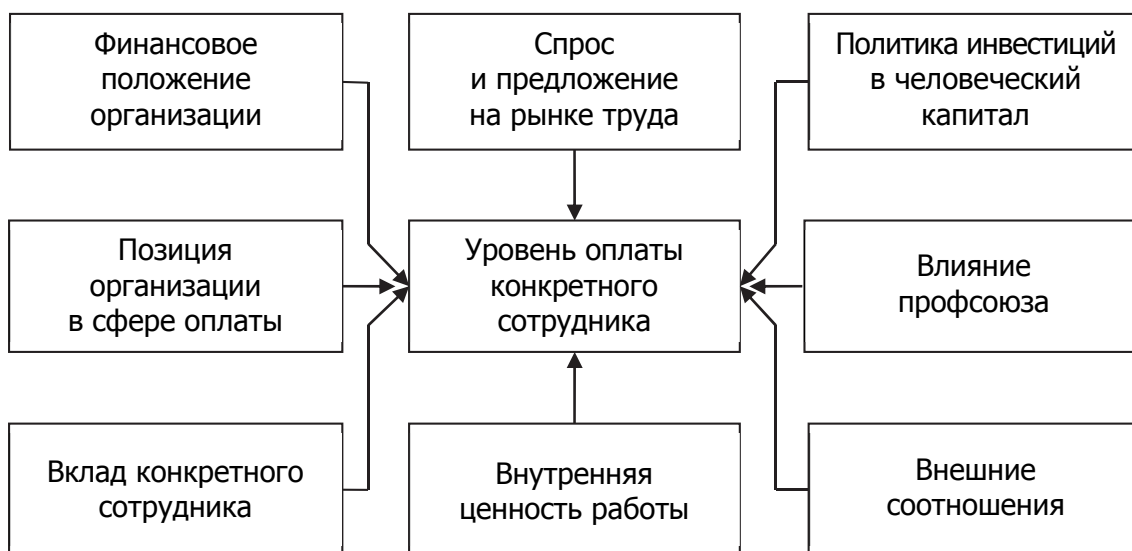 Финансовое
положение
организации
Спрос
и предложение
на рынке труда
Политика инвестиций
в человеческий
капитал
Позиция
организации
в сфере оплаты
Уровень оплаты
конкретного
сотрудника
Влияние
профсоюза
Вклад конкретного
сотрудника
Внутренняя
ценность работы
Внешние
соотношения